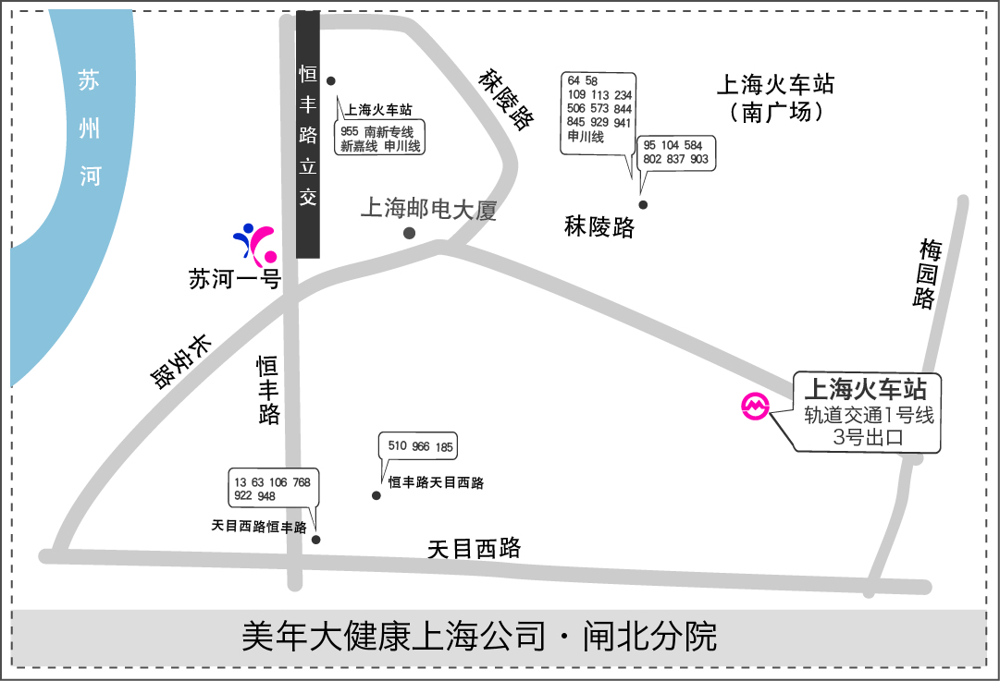 苏州河
恒丰路立交
上海火车站
955 南新专线
新嘉线 申川线
秣陵路
64 58
109 113 234
506 573 844
845 929 941
申川线
95 104 584
802 837 903
上海火车站
（南广场）
上海邮电大厦
秣陵路
苏河一号
梅园路
长安路
恒丰路
上海火车站
轨道交通1号线
3号出口
510 966 185
恒丰路天目西路
13 63 106 768
922 948
天目西路恒丰路
天目西路
美年大健康上海公司·闸北分院